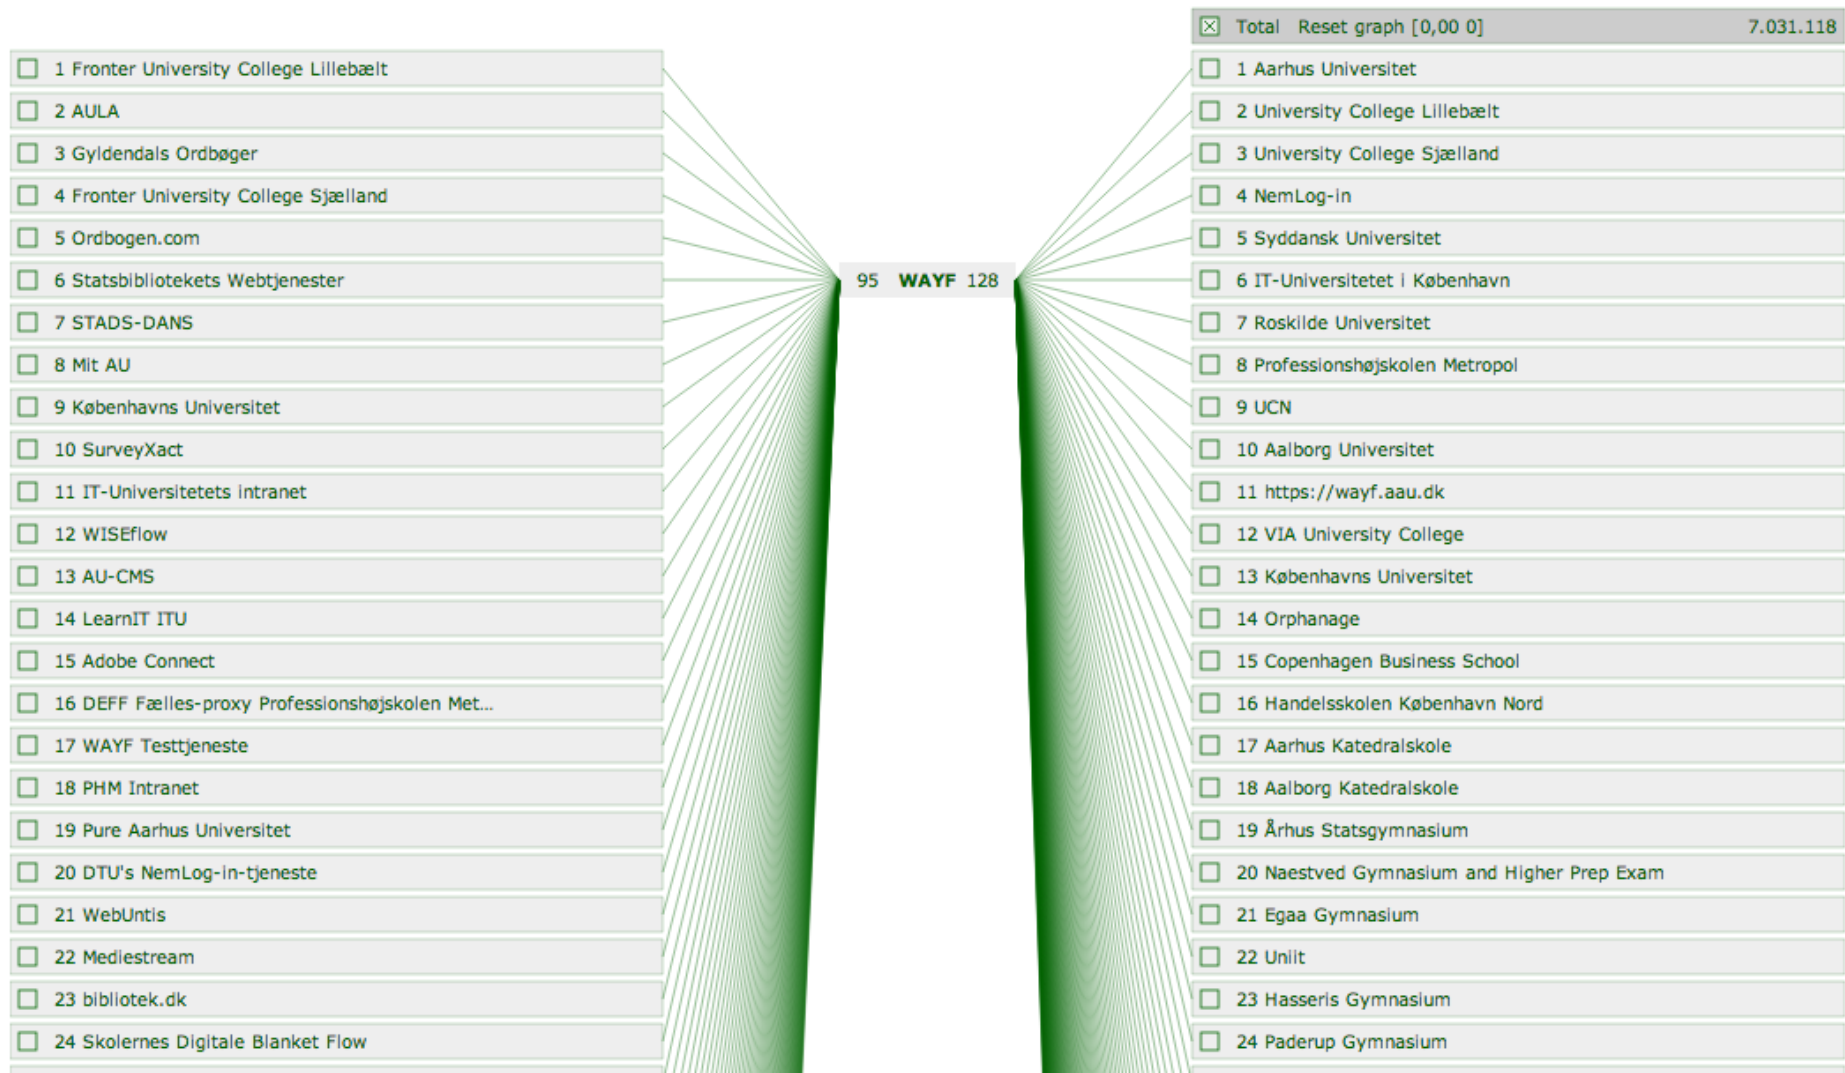 Total Reset graph [0,00 0] 7.031.118
1 Fronter University College Lillebælt
2 AULA
3 Gyldendals Ordbøger
4 Fronter University College Sjælland
5 Ordbogen.com
6 Statsbibliotekets Webtjenester
7 STADS-DANS
8 Mit AU
9 Københavns Universitet
10 SurveyXact
11 IT-Universitetets intranet
12 WISEflow
13 AU-CMS
14 LearnIT ITU
15 Adobe Connect
16 DEFF Fælles-proxy Professionshøjskolen Met...
17 WAYF Testtjeneste
18 PHM Intranet
19 Pure Aarhus Universitet
20 DTU's NemLog-in-tjeneste
21 WebUntis
22 Mediestream
23 bibliotek.dk
24 Skolernes Digitale Blanket Flow
95 WAYF 128
1 Aarhus Universitet
2 University College Lillebælt
3 University College Sjælland
4 NemLog-in
5 Syddansk Universitet
6 IT-Universitetet i København
7 Roskilde Universitet
8 Professionshøjskolen Metropol
9 UCN
10 Aalborg Universitet
11 https://wayf.aau.dk
12 VIA University College
13 Københavns Universitet
14 Orphanage
15 Copenhagen Business School
16 Handelsskolen København Nord
17 Aarhus Katedralskole
18 Aalborg Katedralskole
19 Århus Statsgymnasium
20 Naestved Gymnasium and Higher Prep Exam
21 Egaa Gymnasium
22 Uniit
23 Hasseris Gymnasium
24 Paderup Gymnasium